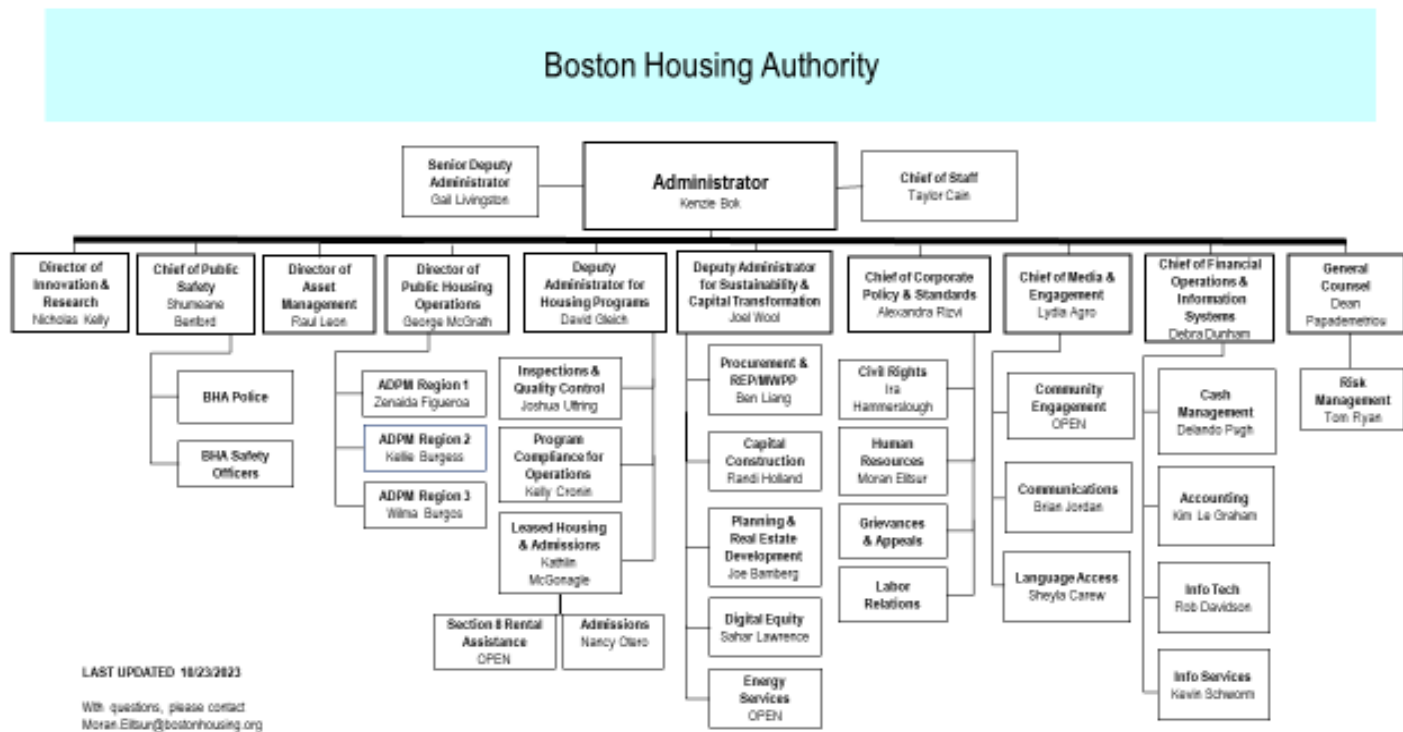 Boston Housing Authority
Senior Deputy
Administrator
Gail Livingston
Administrator
Kenzie Bok
Chief of Staff
Taylor Cain
Director of
Innovation &
Research
Nicholas Kelly
Chief of Public
Safety
Shumeane
Benford
Director of
Asset
Management
Raul Leon
Director of
Public Housing
Operations
George McGrath
Deputy
Administrator for
Housing Programs
David Gleich
Deputy Administrator
for Sustainability &
Capital Transformation
Joel Wool
Chief of Corporate
Policy & Standards
Alexandra Rizvi
Chief of Media &
Engagement
Lydia Agro
Chief of Financial
Operations &
Information
Systems
Debra Dunham
General
Counsel
Dean
Papademetriou
BHA Police
BHA Safety
Officers
ADPM Region 1
Zenaida Figueroa
ADPM Region 2
Kellie Burgess
ADPM Region 3
Wilma Burgos
Inspections &
Quality Control
Joshua Uttring
Program
Compliance for
Operations
Kelly Cronin
Leased Housing
& Admissions
Kathlin
McGonagle
Section 8 Rental
Assistance
OPEN
Admissions
Nancy Otero
Procurement &
REP/MWPP
Ben Liang
Capital
Construction
Randi Holland
Planning &
Real Estate
Development
Joe Bamberg
Digital Equity
Sahar Lawrence
Energy
Services
OPEN
Civil Rights
Ira
Hammerslough
Human
Resources
Moran Elitsur
Grievances
& Appeals
Labor
Relations
Community
Engagement
OPEN
Communications
Brian Jordan
Language Access
Sheyla Carew
Cash
Management
Delando Pugh
Accounting
Kim Le Graham
Info Tech
Rob Davidson
Info Services
Kevin Schworm
Risk
Management
Tom Ryan
LAST UPDATED 10/23/2023
With questions, please contact
Moran.Elitsur@bostonhousing.org